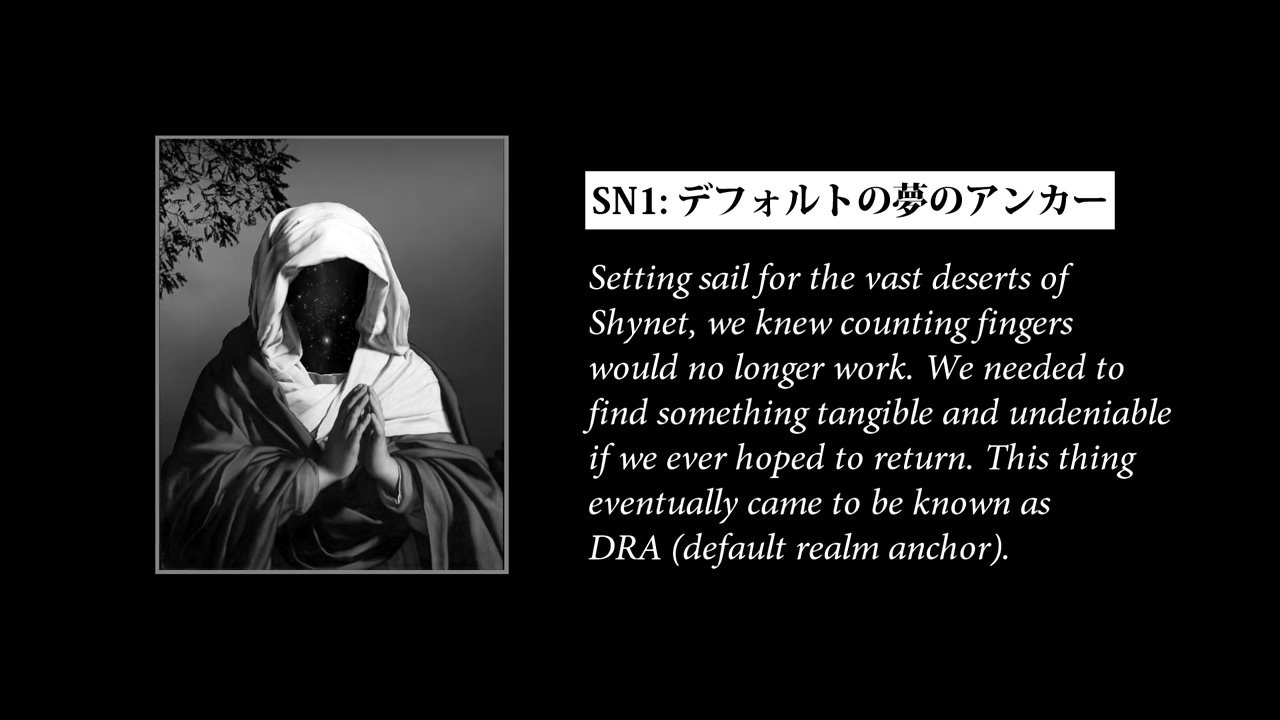 SN1: デフォルトの夢のアンカー
Setting sail for the vast deserts of
Shynet, we knew counting fingers
would no longer work. We needed to
find something tangible and undeniable
if we ever hoped to return. This thing
eventually came to be known as
DRA (default realm anchor).